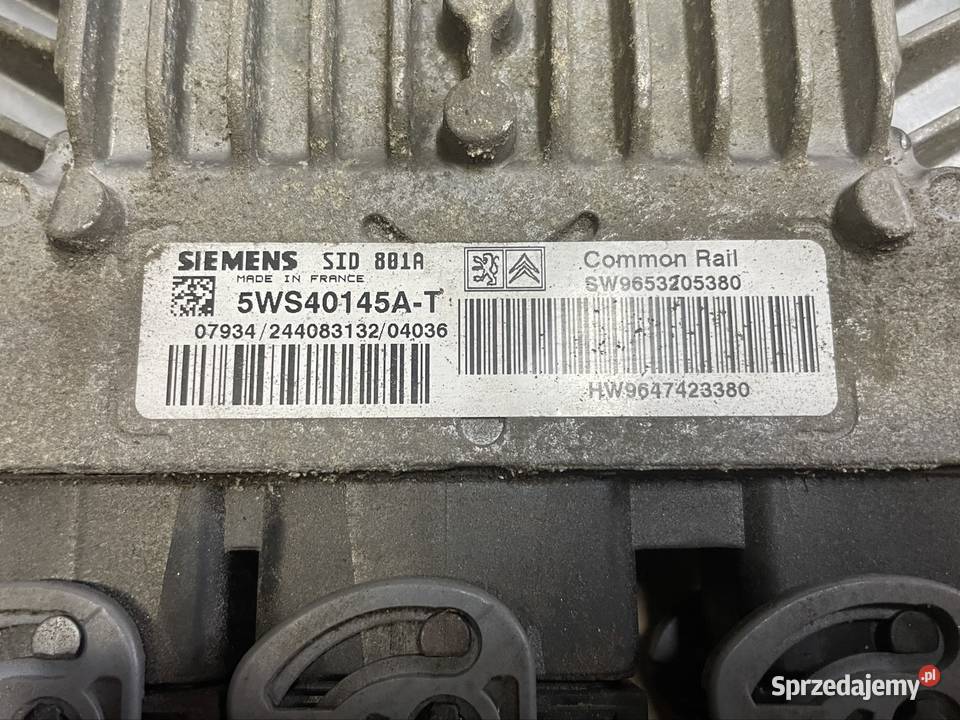 SIEMENS SID 801A
MADE IN FRANCE
5WS40145A-T
07934/244083132/04036
Common Rail
SW9653205380
HW9647423380
Sprzedajemy.pl